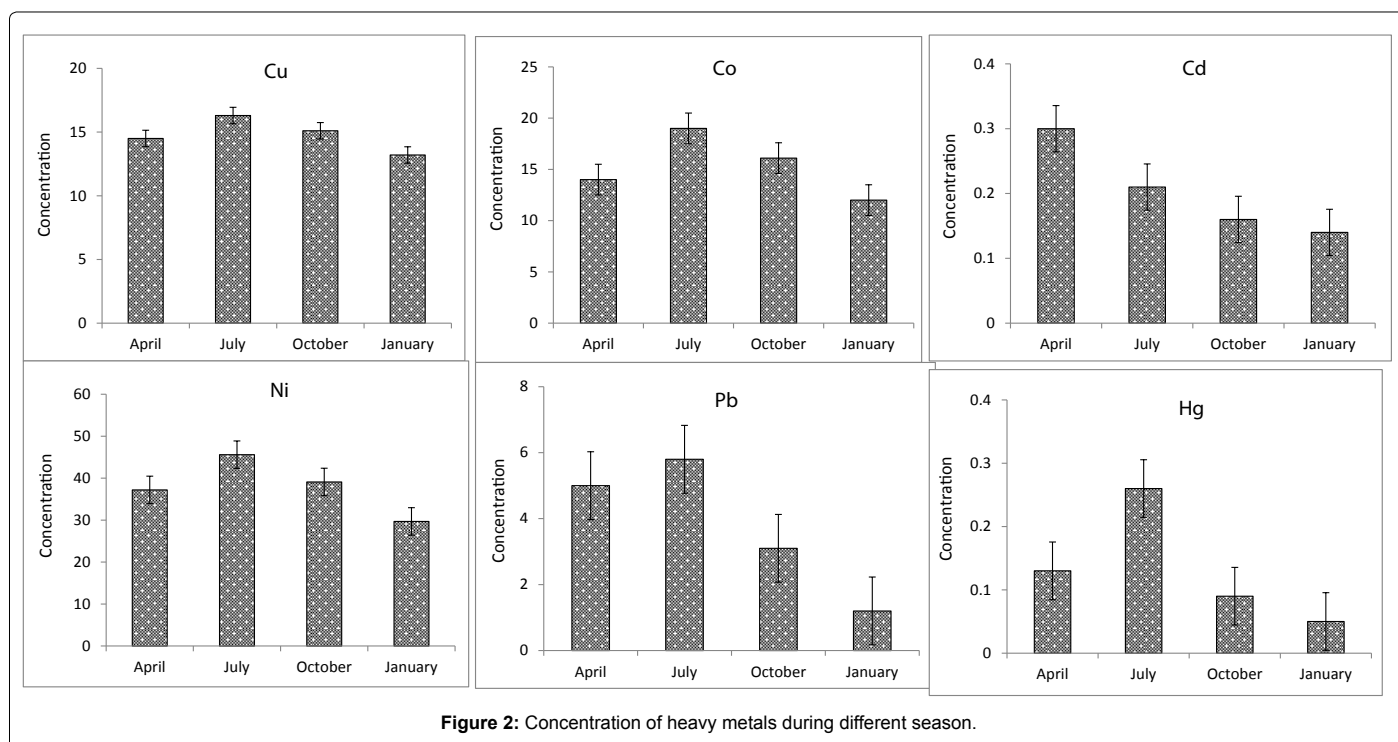 Cu
Concentration
20
15
10
5
0
April July October January
Co
Concentration
25
20
15
10
5
0
April July October January
Cd
Concentration
0.4
0.3
0.2
0.1
0
April July October January
Ni
Concentration
60
50
40
30
20
10
0
April July October January
Pb
Concentration
8
6
4
2
0
April July October January
Hg
Concentration
0.4
0.3
0.2
0.1
0
April July October January
Figure 2: Concentration of heavy metals during different season.